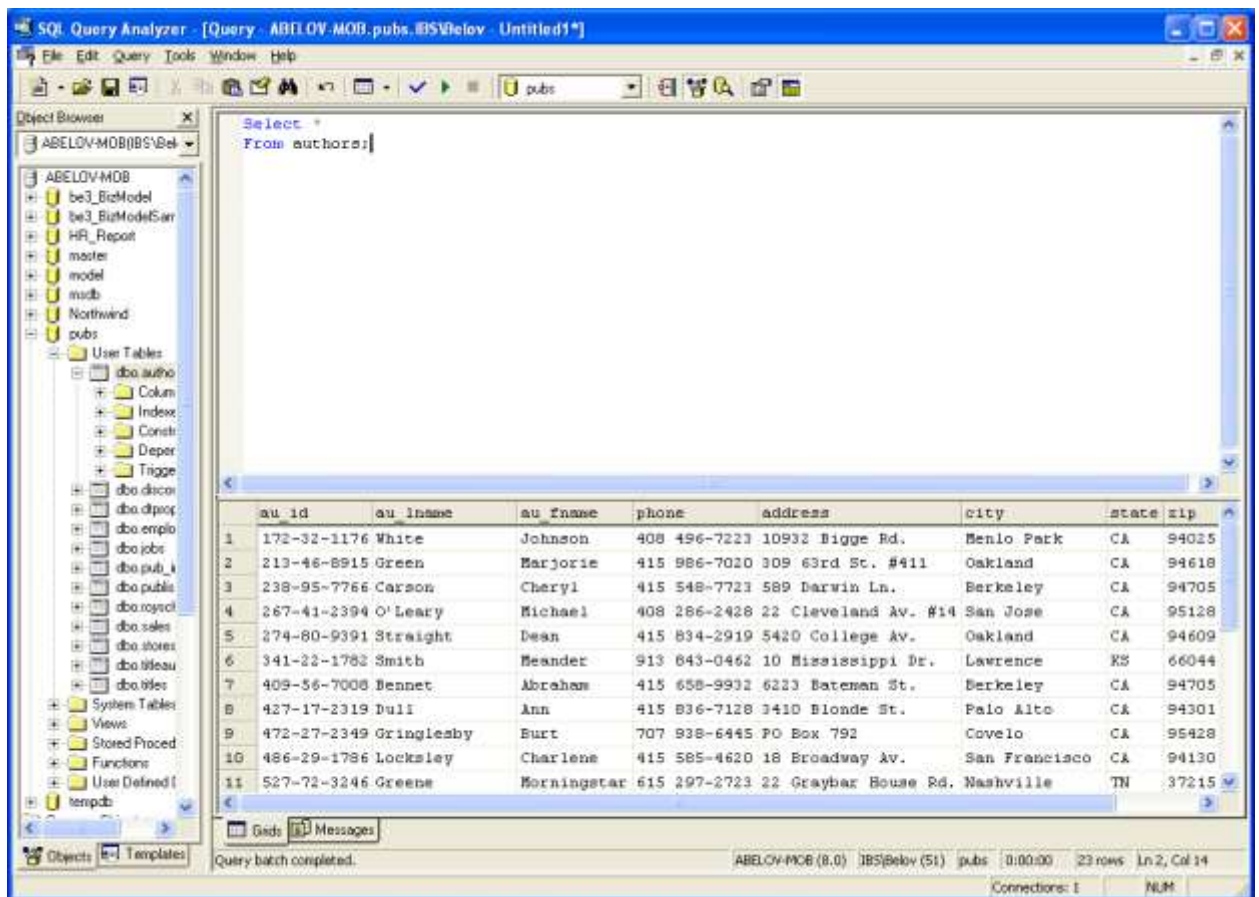 SQL Query Analyzer - [Query - ABELOV-MOB.pubs.IBS\Belov - Untitled1*]
File Edit Query Tools Window Help
pubs
Object Browser
ABELOV-MOB(IBS\Bel
ABELOV-MOB
be3_BizModel
be3_BizModelSam
HR_Report
master
model
msdb
Northwind
pubs
User Tables
dbo.autho
Colum
Indexe
Constr
Deper
Trigge
dbo.discou
dbo.dtprop
dbo.emplo
dbo.jobs
dbo.pub_i
dbo.publis
dbo.roysch
dbo.sales
dbo.stores
dbo.titleau
dbo.titles
System Tables
Views
Stored Proced
Functions
User Defined D
tempdb
Objects Templates
Select *
From authors;
au_id au_lname au_fname phone address city state zip
1 172-32-1176 White Johnson 408 496-7223 10932 Bigge Rd. Menlo Park CA 94025
2 213-46-8915 Green Marjorie 415 986-7020 309 63rd St. #411 Oakland CA 94618
3 238-95-7766 Carson Cheryl 415 548-7723 589 Darwin Ln. Berkeley CA 94705
4 267-41-2394 O'Leary Michael 408 286-2428 22 Cleveland Av. #14 San Jose CA 95128
5 274-80-9391 Straight Dean 415 834-2919 5420 College Av. Oakland CA 94609
6 341-22-1782 Smith Meander 913 843-0462 10 Mississippi Dr. Lawrence KS 66044
7 409-56-7008 Bennet Abraham 415 658-9932 6223 Bateman St. Berkeley CA 94705
8 427-17-2319 Dull Ann 415 836-7128 3410 Blonde St. Palo Alto CA 94301
9 472-27-2349 Gringlesby Burt 707 938-6445 PO Box 792 Covelo CA 95428
10 486-29-1786 Locksley Charlene 415 585-4620 18 Broadway Av. San Francisco CA 94130
11 527-72-3246 Greene Morningstar 615 297-2723 22 Graybar House Rd. Nashville TN 37215
Grids Messages
Query batch completed. ABELOV-MOB (8.0) IBS\Belov (51) pubs 0:00:00 23 rows Ln 2, Col 14
Connections: 1 NUM